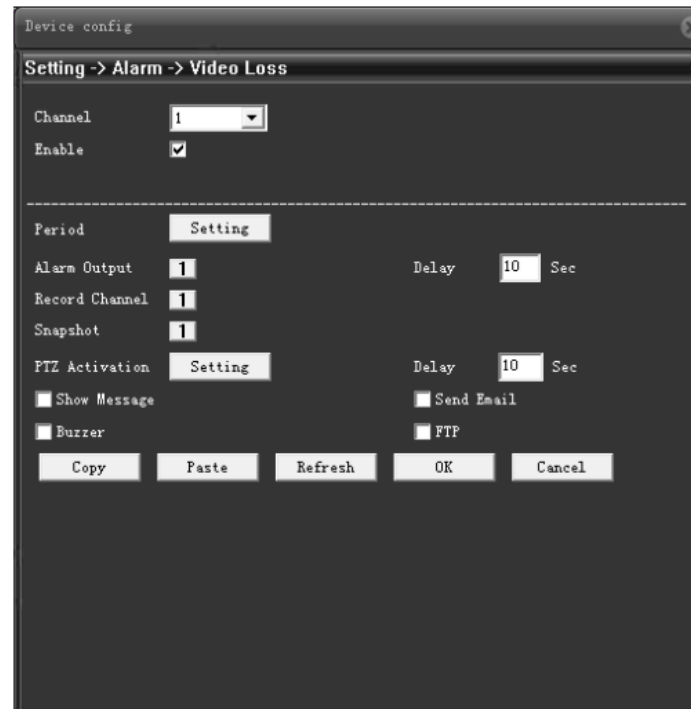 Device config
Setting -> Alarm -> Video Loss
Channel 1
Enable
Period Setting
Alarm Output 1 Delay 10 Sec
Record Channel 1
Snapshot 1
PTZ Activation Setting Delay 10 Sec
Show Message Send Email
Buzzer FTP
Copy Paste Refresh OK Cancel